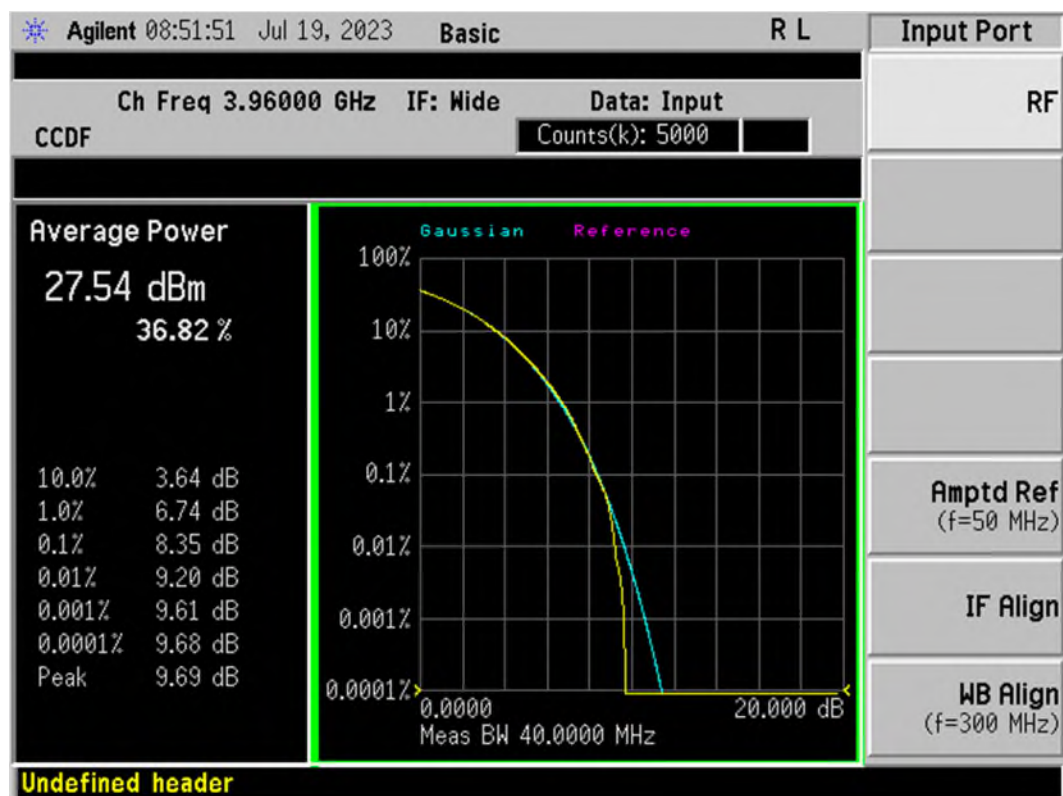 Agilent 08:51:51 Jul 19, 2023 Basic R L
Input Port
Ch Freq 3.96000 GHz IF: Wide Data: Input
CCDF Counts(k): 5000
RF
Average Power
27.54 dBm
36.82 %
10.0% 3.64 dB
1.0% 6.74 dB
0.1% 8.35 dB
0.01% 9.20 dB
0.001% 9.61 dB
0.0001% 9.68 dB
Peak 9.69 dB
Gaussian Reference
100%
10%
1%
0.1%
0.01%
0.001%
0.0001%
0.0000 20.000 dB
Meas BW 40.0000 MHz
Amptd Ref
(f=50 MHz)
IF Align
WB Align
(f=300 MHz)
Undefined header